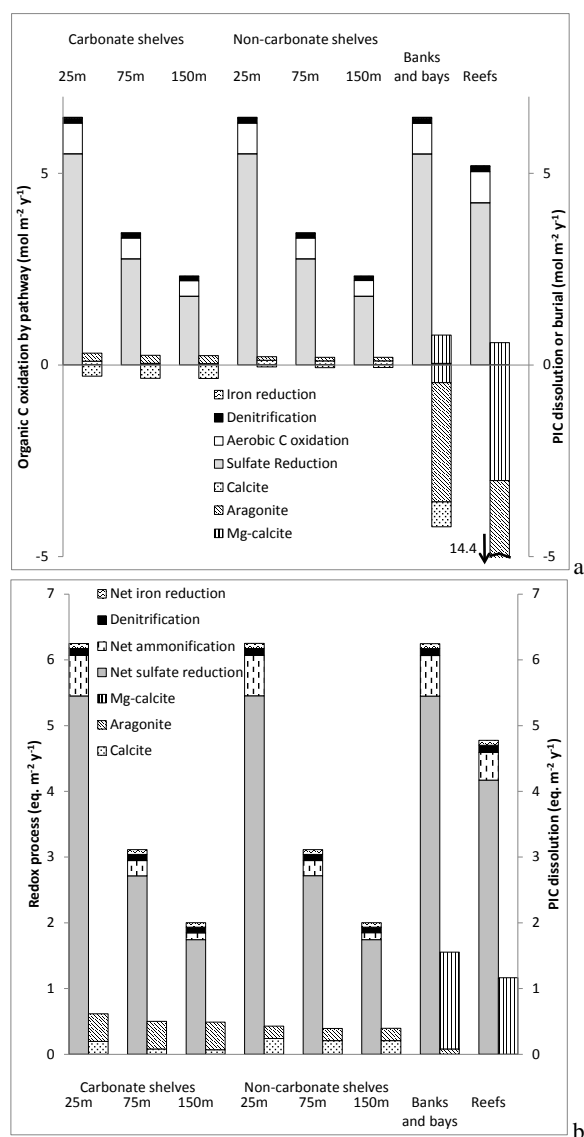 Carbonate shelves Non-carbonate shelves Banks
25m 75m 150m 25m 75m 150m and bays Reefs
Organic C oxidation by pathway (mol m⁻² y⁻¹)
5
0
-5
Iron reduction
Denitrification
Aerobic C oxidation
Sulfate Reduction
Calcite
Aragonite
Mg-calcite
14.4
5
0
-5
PIC dissolution or burial (mol m⁻² y⁻¹)
a
Redox process (eq. m⁻² y⁻¹)
7
6
5
4
3
2
1
0
Net iron reduction
Denitrification
Net ammonification
Net sulfate reduction
Mg-calcite
Aragonite
Calcite
7
6
5
4
3
2
1
0
PIC dissolution (eq. m⁻² y⁻¹)
Carbonate shelves Non-carbonate shelves Banks Reefs
25m 75m 150m 25m 75m 150m and bays
b